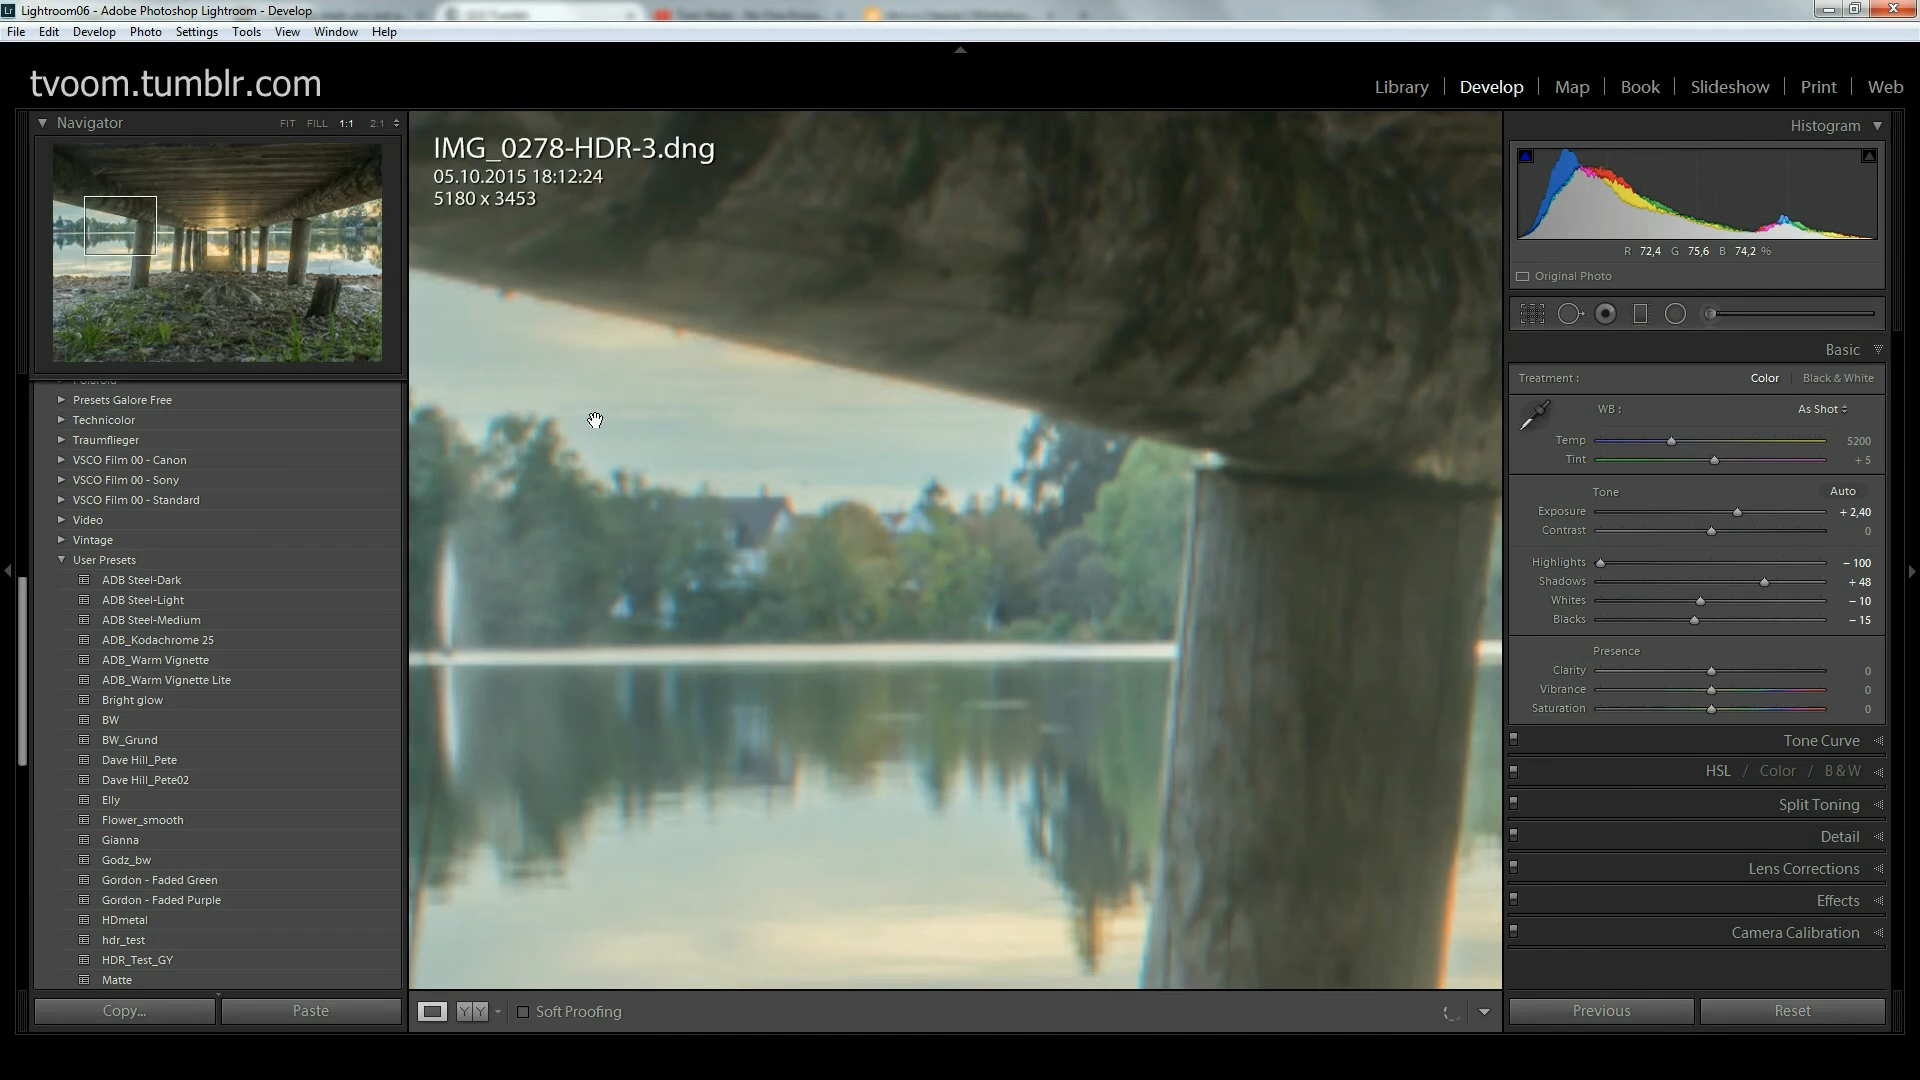 Lightroom06 - Adobe Photoshop Lightroom - Develop
File Edit Develop Photo Settings Tools View Window Help
tvoom.tumblr.com
Library Develop Map Book Slideshow Print Web
Navigator FIT FILL 1:1 2:1
Polaroid
Presets Galore Free
Technicolor
Traumflieger
VSCO Film 00 - Canon
VSCO Film 00 - Sony
VSCO Film 00 - Standard
Video
Vintage
User Presets
ADB Steel-Dark
ADB Steel-Light
ADB Steel-Medium
ADB_Kodachrome 25
ADB_Warm Vignette
ADB_Warm Vignette Lite
Bright glow
BW
BW_Grund
Dave Hill_Pete
Dave Hill_Pete02
Elly
Flower_smooth
Gianna
Godz_bw
Gordon - Faded Green
Gordon - Faded Purple
HDmetal
hdr_test
HDR_Test_GY
Matte
Copy... Paste
IMG_0278-HDR-3.dng
05.10.2015 18:12:24
5180 x 3453
Soft Proofing
Histogram
R 72,4 G 75,6 B 74,2 %
Original Photo
Basic
Treatment : Color Black & White
WB : As Shot
Temp 5200
Tint + 5
Tone Auto
Exposure + 2,40
Contrast 0
Highlights − 100
Shadows + 48
Whites − 10
Blacks − 15
Presence
Clarity 0
Vibrance 0
Saturation 0
Tone Curve
HSL / Color / B & W
Split Toning
Detail
Lens Corrections
Effects
Camera Calibration
Previous Reset